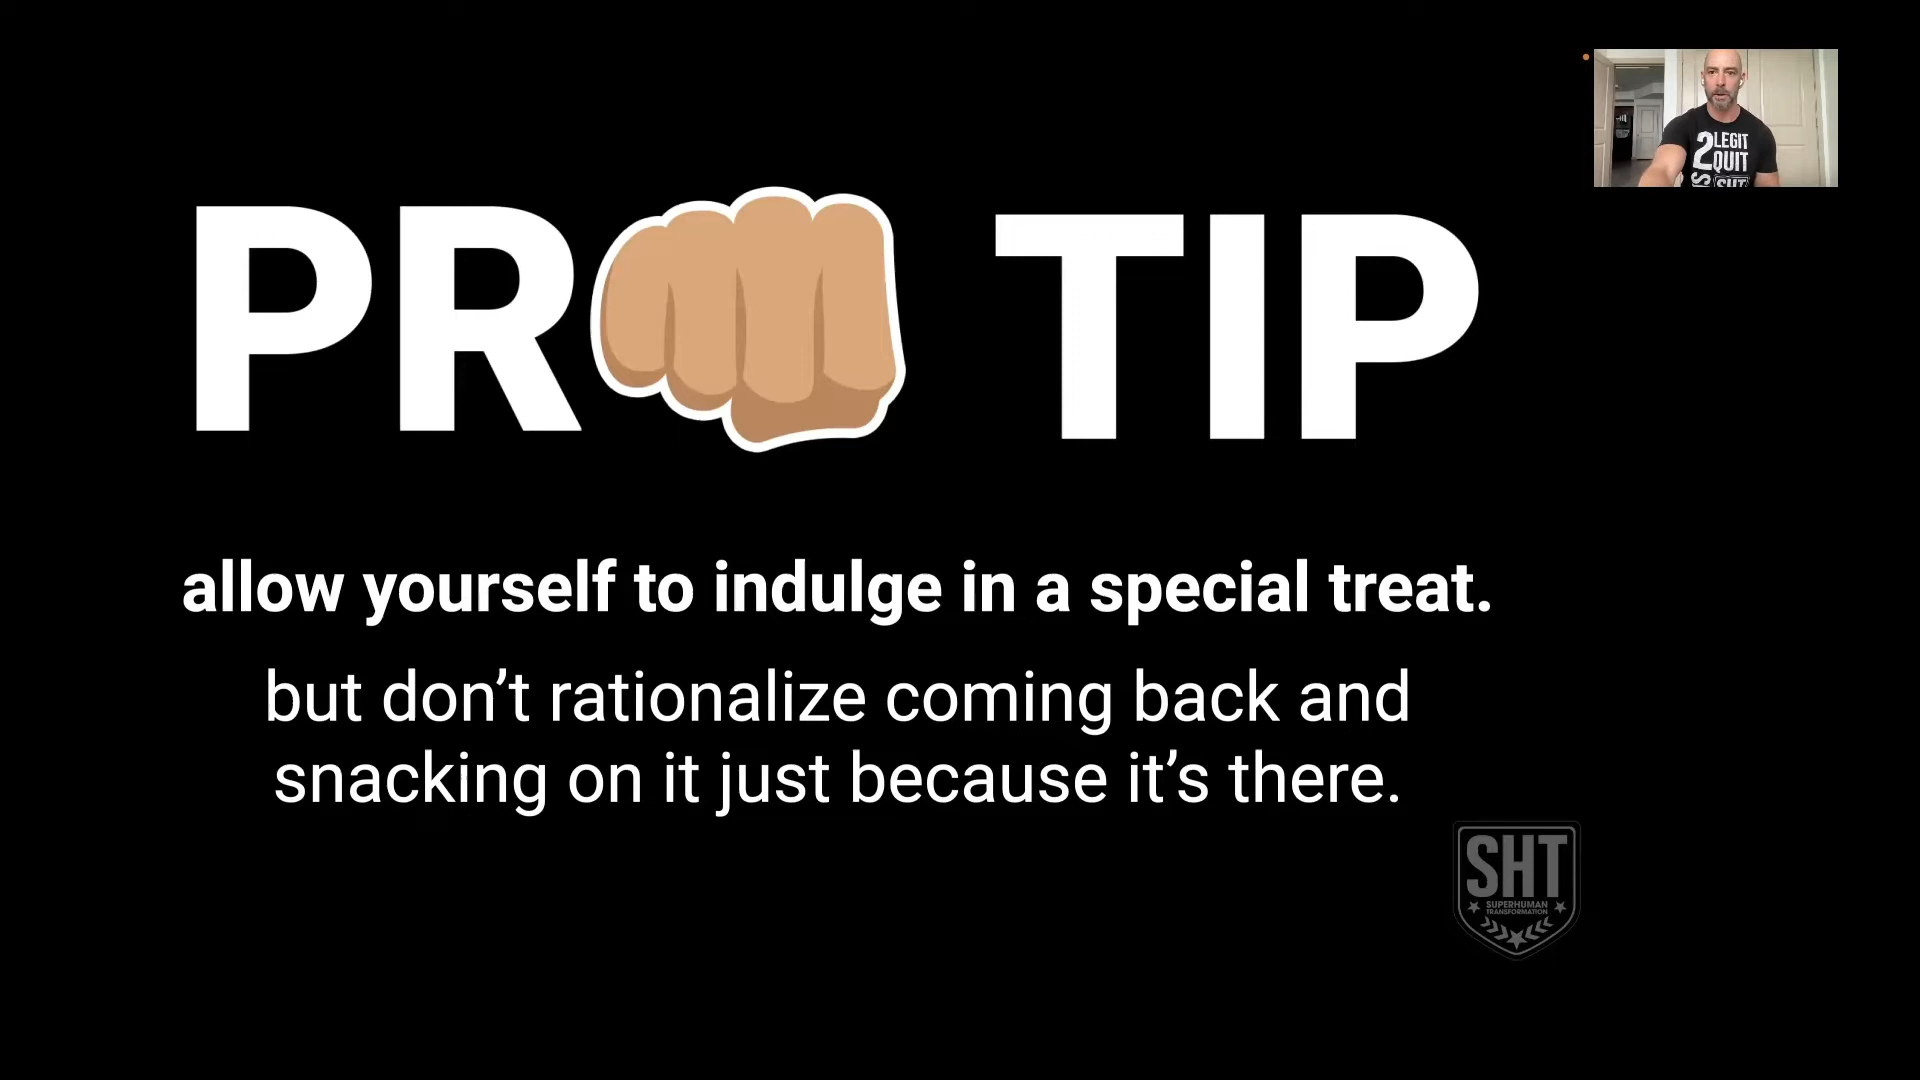 PR👊 TIP
allow yourself to indulge in a special treat.
but don’t rationalize coming back and
snacking on it just because it’s there.
2 LEGIT
QUIT
SHT
SHT
SUPERHUMAN
TRANSFORMATION